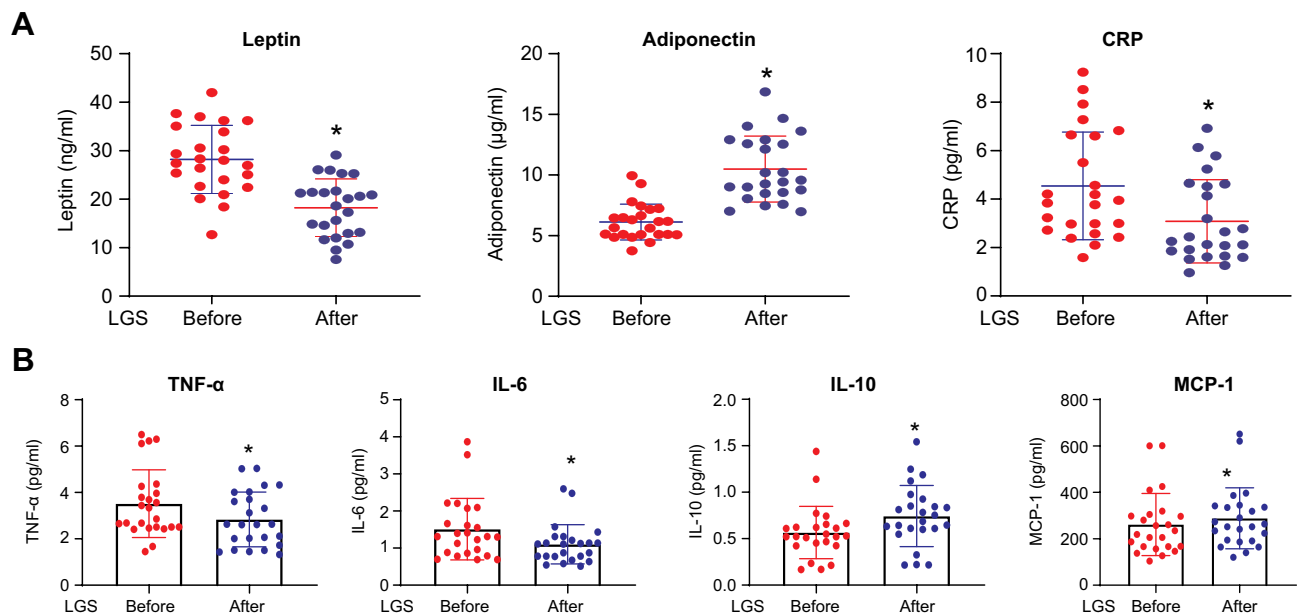 A
Leptin
Leptin (ng/ml)
50
40
30
20
10
0
*
LGS Before After
Adiponectin
Adiponectin (µg/ml)
20
15
10
5
0
*
LGS Before After
CRP
CRP (pg/ml)
10
8
6
4
2
0
*
LGS Before After
B
TNF-α
TNF-α (pg/ml)
8
6
4
2
0
*
LGS Before After
IL-6
IL-6 (pg/ml)
5
4
3
2
1
0
*
LGS Before After
IL-10
IL-10 (pg/ml)
2.0
1.5
1.0
0.5
0.0
*
LGS Before After
MCP-1
MCP-1 (pg/ml)
800
600
400
200
0
*
LGS Before After